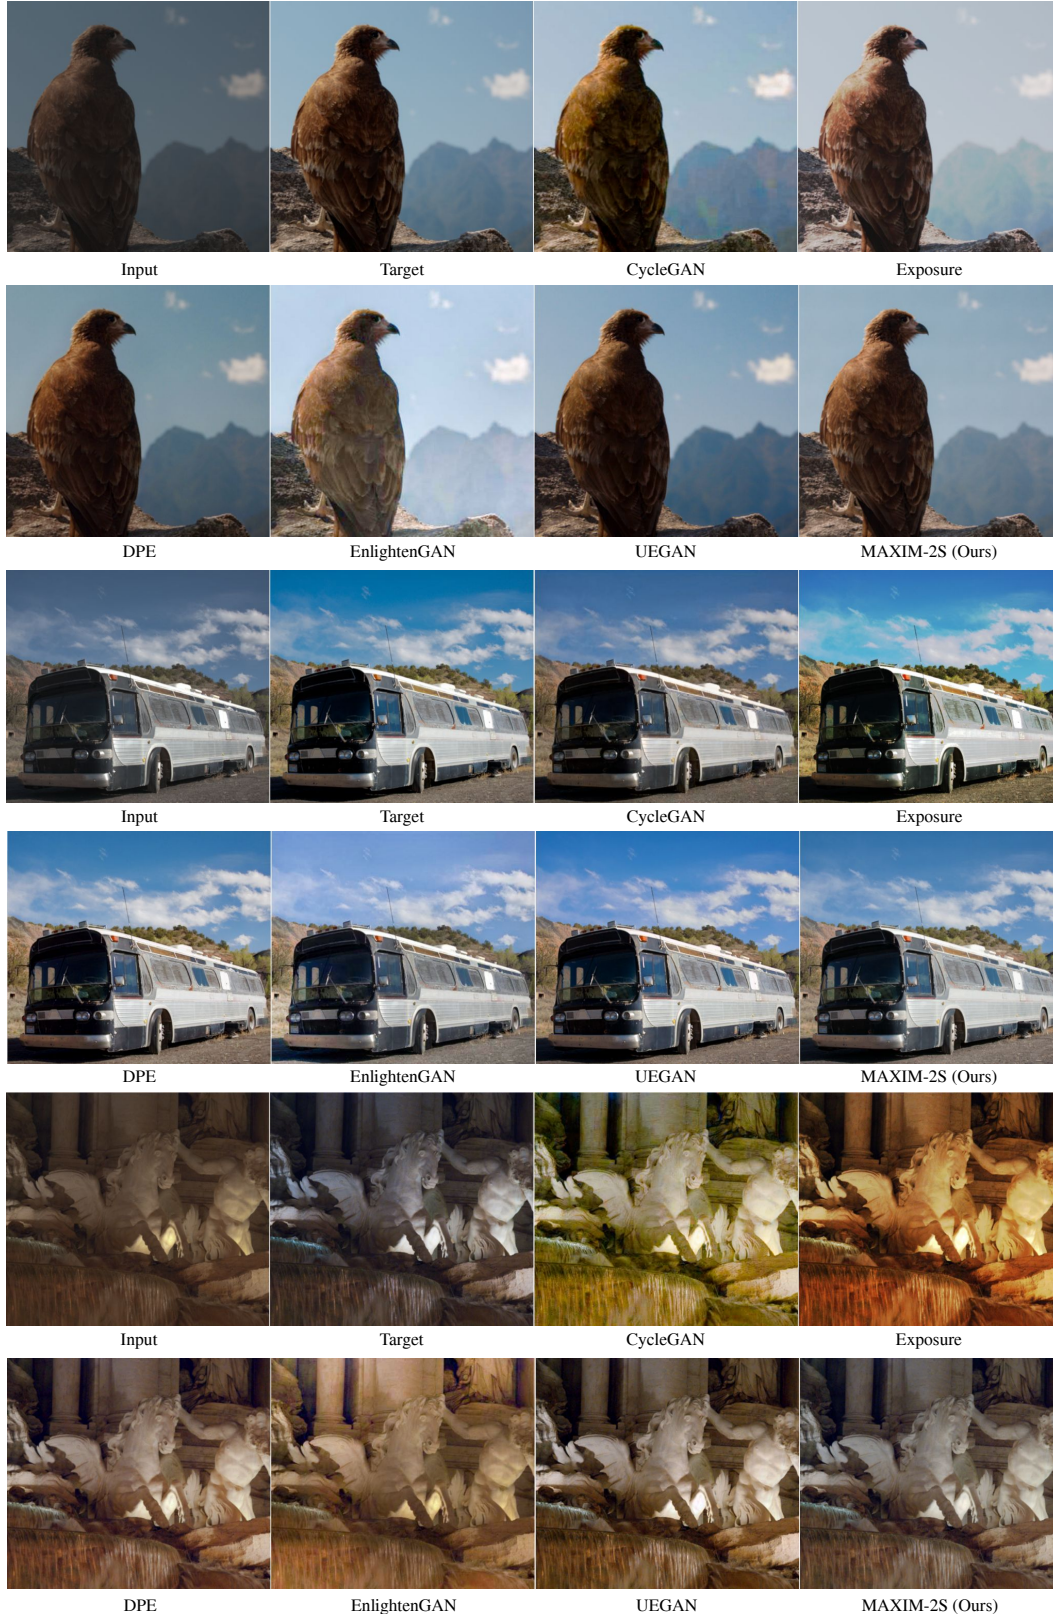 Input Target CycleGAN Exposure
DPE EnlightenGAN UEGAN MAXIM-2S (Ours)
Input Target CycleGAN Exposure
DPE EnlightenGAN UEGAN MAXIM-2S (Ours)
Input Target CycleGAN Exposure
DPE EnlightenGAN UEGAN MAXIM-2S (Ours)